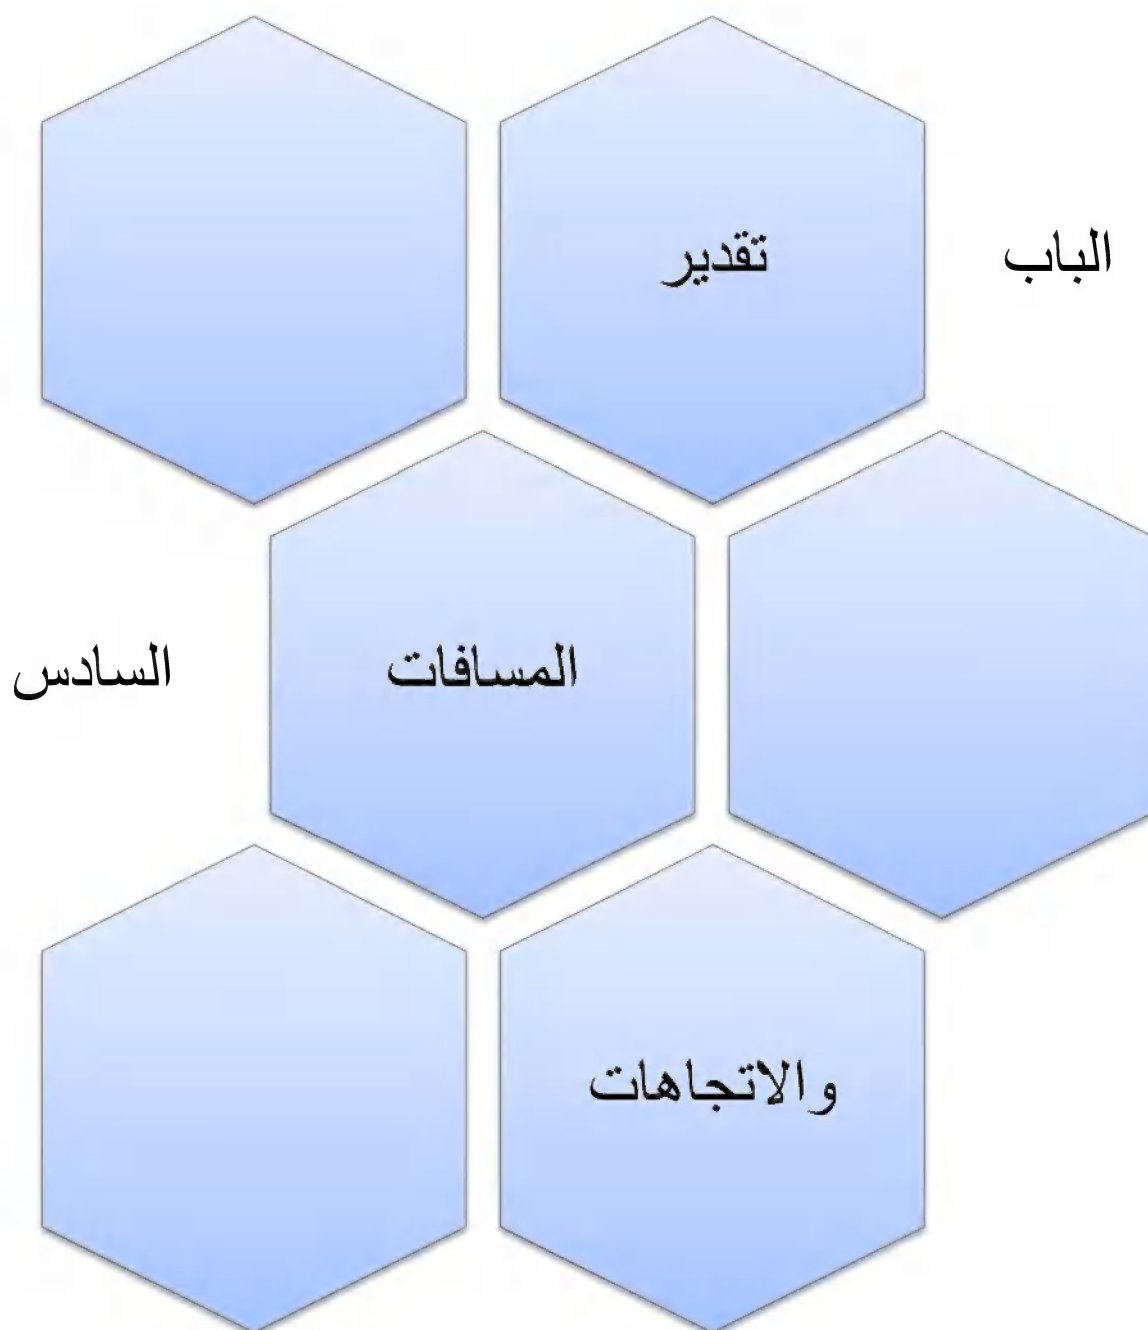 الباب
تقدير
السادس
المسافات
والاتجاهات